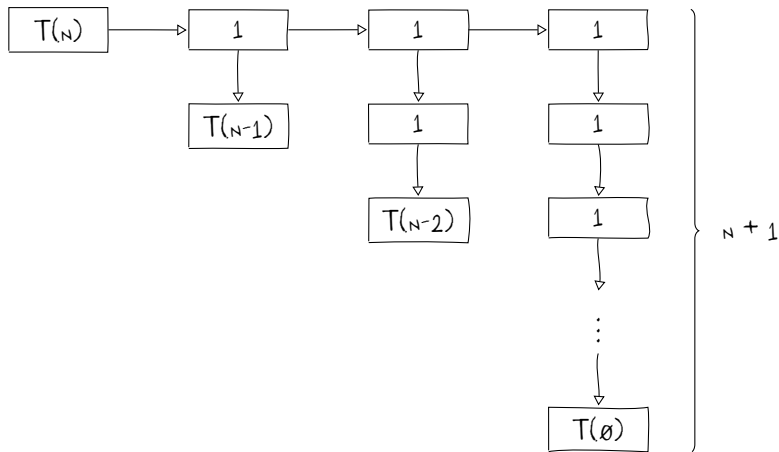 T(N) 1 1 1
T(N-1) 1 1
T(N-2) 1
N + 1
⋮
T(ø)